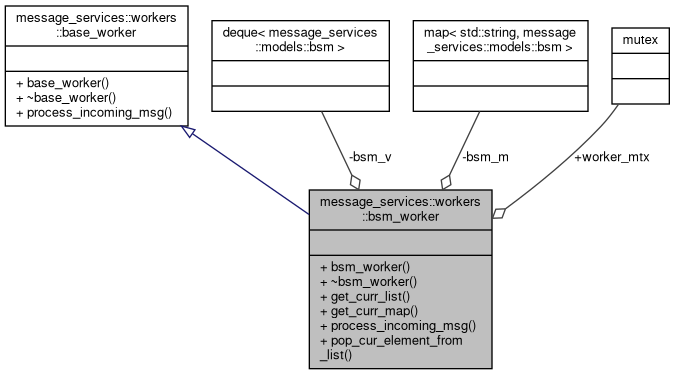 message_services::workers
::base_worker
+ base_worker()
+ ~base_worker()
+ process_incoming_msg()
deque< message_services
::models::bsm >
map< std::string, message
_services::models::bsm >
mutex
-bsm_v
-bsm_m
+worker_mtx
message_services::workers
::bsm_worker
+ bsm_worker()
+ ~bsm_worker()
+ get_curr_list()
+ get_curr_map()
+ process_incoming_msg()
+ pop_cur_element_from
_list()